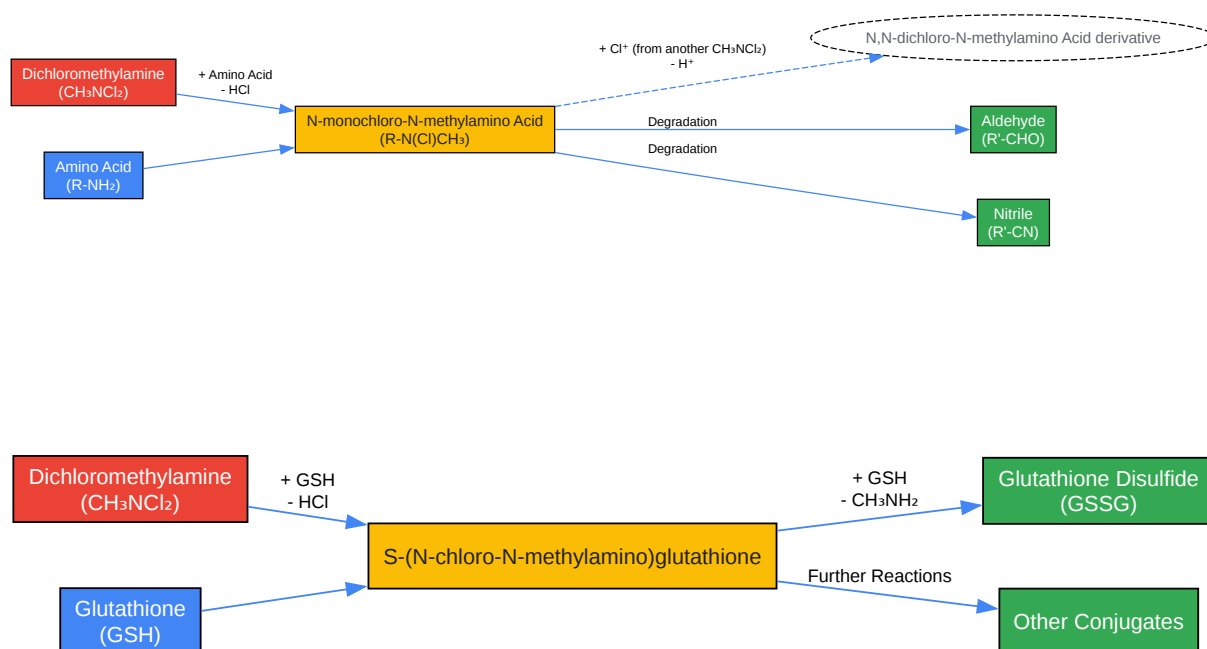 N,N-dichloro-N-methylamino Acid derivative
+ Cl⁺ (from another CH₃NCl₂)
- H⁺
Dichloromethylamine
(CH₃NCl₂)
+ Amino Acid
- HCl
N-monochloro-N-methylamino Acid
(R-N(Cl)CH₃)
Degradation
Aldehyde
(R'-CHO)
Degradation
Amino Acid
(R-NH₂)
Nitrile
(R'-CN)
Dichloromethylamine
(CH₃NCl₂)
+ GSH
- HCl
+ GSH
- CH₃NH₂
Glutathione Disulfide
(GSSG)
S-(N-chloro-N-methylamino)glutathione
Further Reactions
Glutathione
(GSH)
Other Conjugates